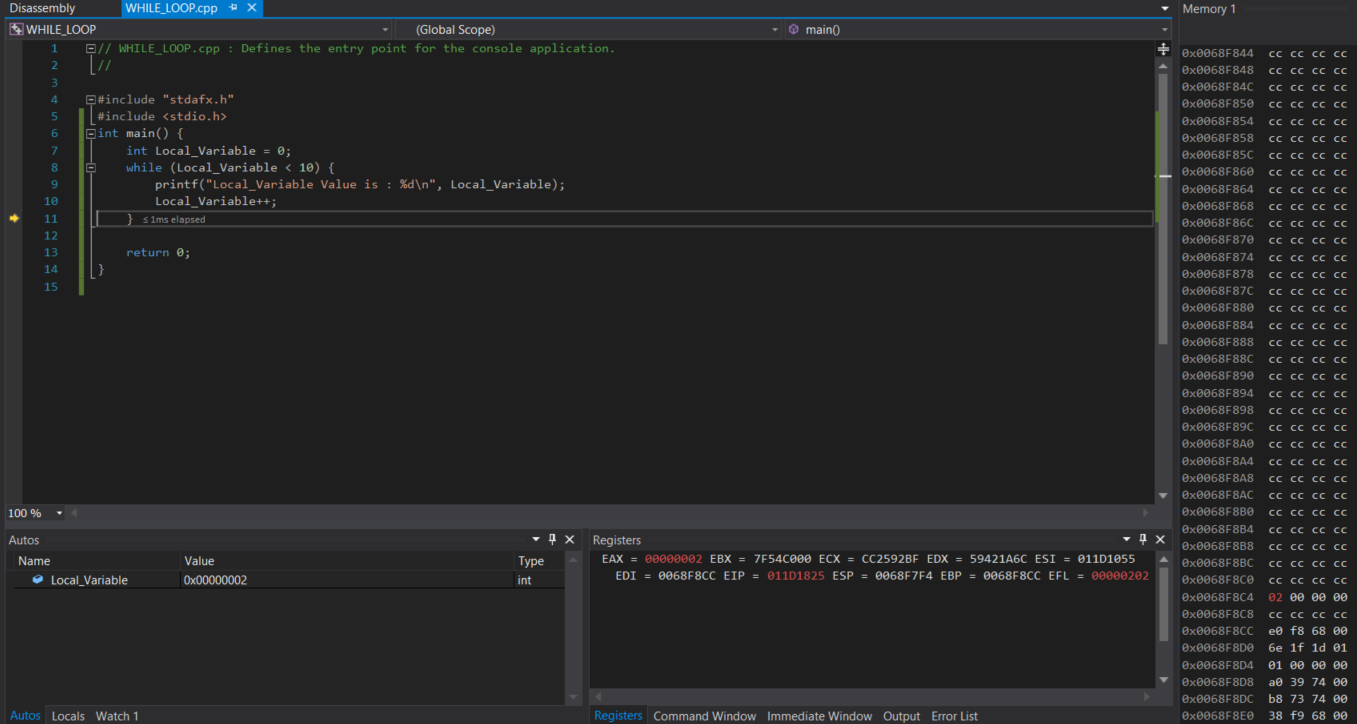 Disassembly
WHILE_LOOP.cpp
WHILE_LOOP
(Global Scope)
main()
1 // WHILE_LOOP.cpp : Defines the entry point for the console application.
2 //
3
4 #include "stdafx.h"
5 #include <stdio.h>
6 int main() {
7 int Local_Variable = 0;
8 while (Local_Variable < 10) {
9 printf("Local_Variable Value is : %d\n", Local_Variable);
10 Local_Variable++;
11 } ≤ 1ms elapsed
12
13 return 0;
14 }
15
100 %
Autos
Name Value Type
Local_Variable 0x00000002 int
Autos Locals Watch 1
Registers
EAX = 00000002 EBX = 7F54C000 ECX = CC2592BF EDX = 59421A6C ESI = 011D1055
EDI = 0068F8CC EIP = 011D1825 ESP = 0068F7F4 EBP = 0068F8CC EFL = 00000202
Registers Command Window Immediate Window Output Error List
Memory 1
0x0068F844 cc cc cc cc
0x0068F848 cc cc cc cc
0x0068F84C cc cc cc cc
0x0068F850 cc cc cc cc
0x0068F854 cc cc cc cc
0x0068F858 cc cc cc cc
0x0068F85C cc cc cc cc
0x0068F860 cc cc cc cc
0x0068F864 cc cc cc cc
0x0068F868 cc cc cc cc
0x0068F86C cc cc cc cc
0x0068F870 cc cc cc cc
0x0068F874 cc cc cc cc
0x0068F878 cc cc cc cc
0x0068F87C cc cc cc cc
0x0068F880 cc cc cc cc
0x0068F884 cc cc cc cc
0x0068F888 cc cc cc cc
0x0068F88C cc cc cc cc
0x0068F890 cc cc cc cc
0x0068F894 cc cc cc cc
0x0068F898 cc cc cc cc
0x0068F89C cc cc cc cc
0x0068F8A0 cc cc cc cc
0x0068F8A4 cc cc cc cc
0x0068F8A8 cc cc cc cc
0x0068F8AC cc cc cc cc
0x0068F8B0 cc cc cc cc
0x0068F8B4 cc cc cc cc
0x0068F8B8 cc cc cc cc
0x0068F8BC cc cc cc cc
0x0068F8C0 cc cc cc cc
0x0068F8C4 02 00 00 00
0x0068F8C8 cc cc cc cc
0x0068F8CC e0 f8 68 00
0x0068F8D0 6e 1f 1d 01
0x0068F8D4 01 00 00 00
0x0068F8D8 a0 39 74 00
0x0068F8DC b8 73 74 00
0x0068F8E0 38 f9 68 00